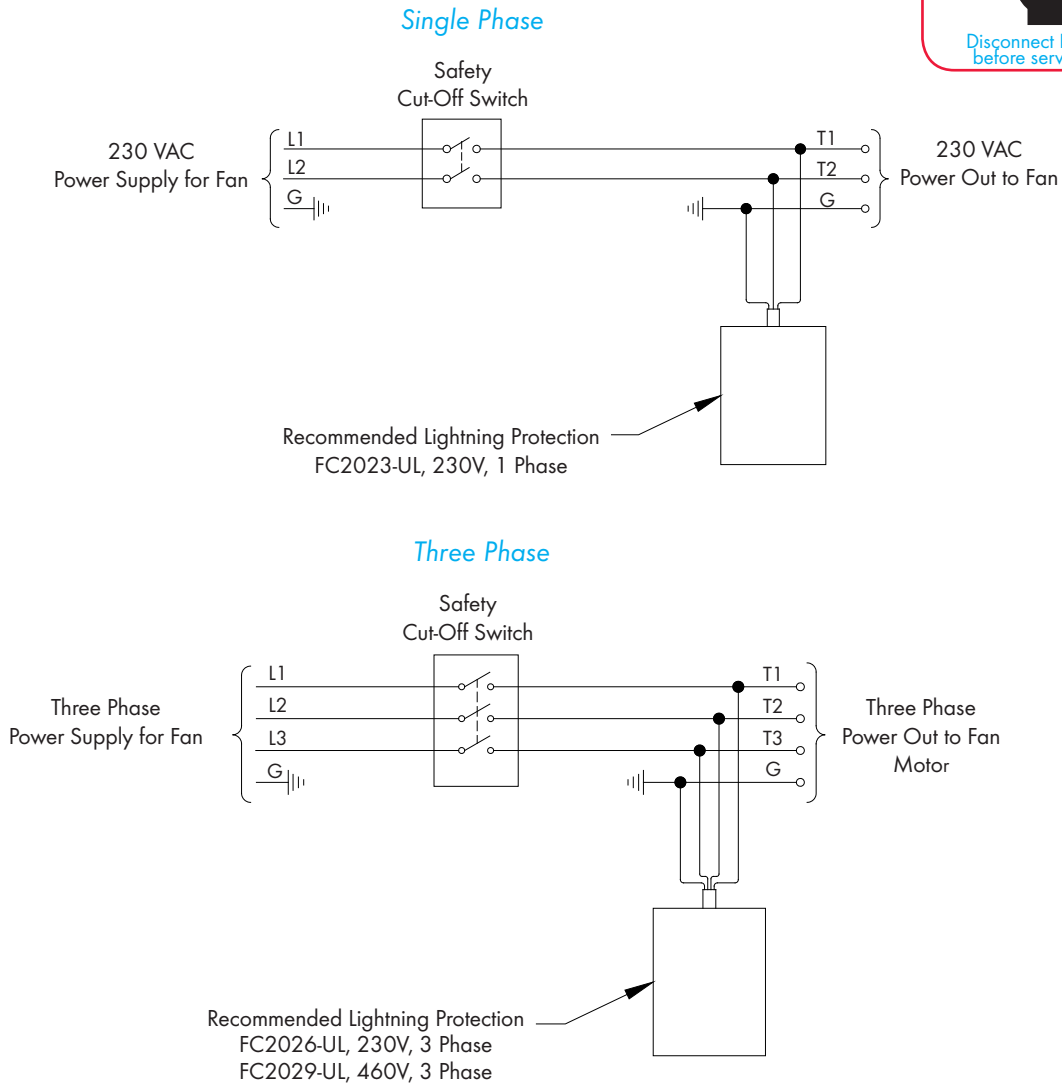 Single Phase
Disconnect
before
Safety
Cut-Off Switch
230 VAC
Power Supply for Fan
L1
L2
G
T1
T2
G
230 VAC
Power Out to Fan
Recommended Lightning Protection
FC2023-UL, 230V, 1 Phase
Three Phase
Safety
Cut-Off Switch
Three Phase
Power Supply for Fan
L1
L2
L3
G
T1
T2
T3
G
Three Phase
Power Out to Fan
Motor
Recommended Lightning Protection
FC2026-UL, 230V, 3 Phase
FC2029-UL, 460V, 3 Phase